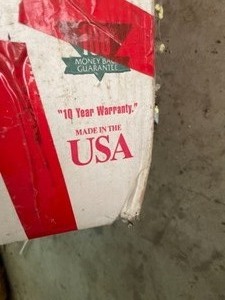 MONEY BACK
GUARANTEE
"10 Year Warranty."
MADE IN THE
USA